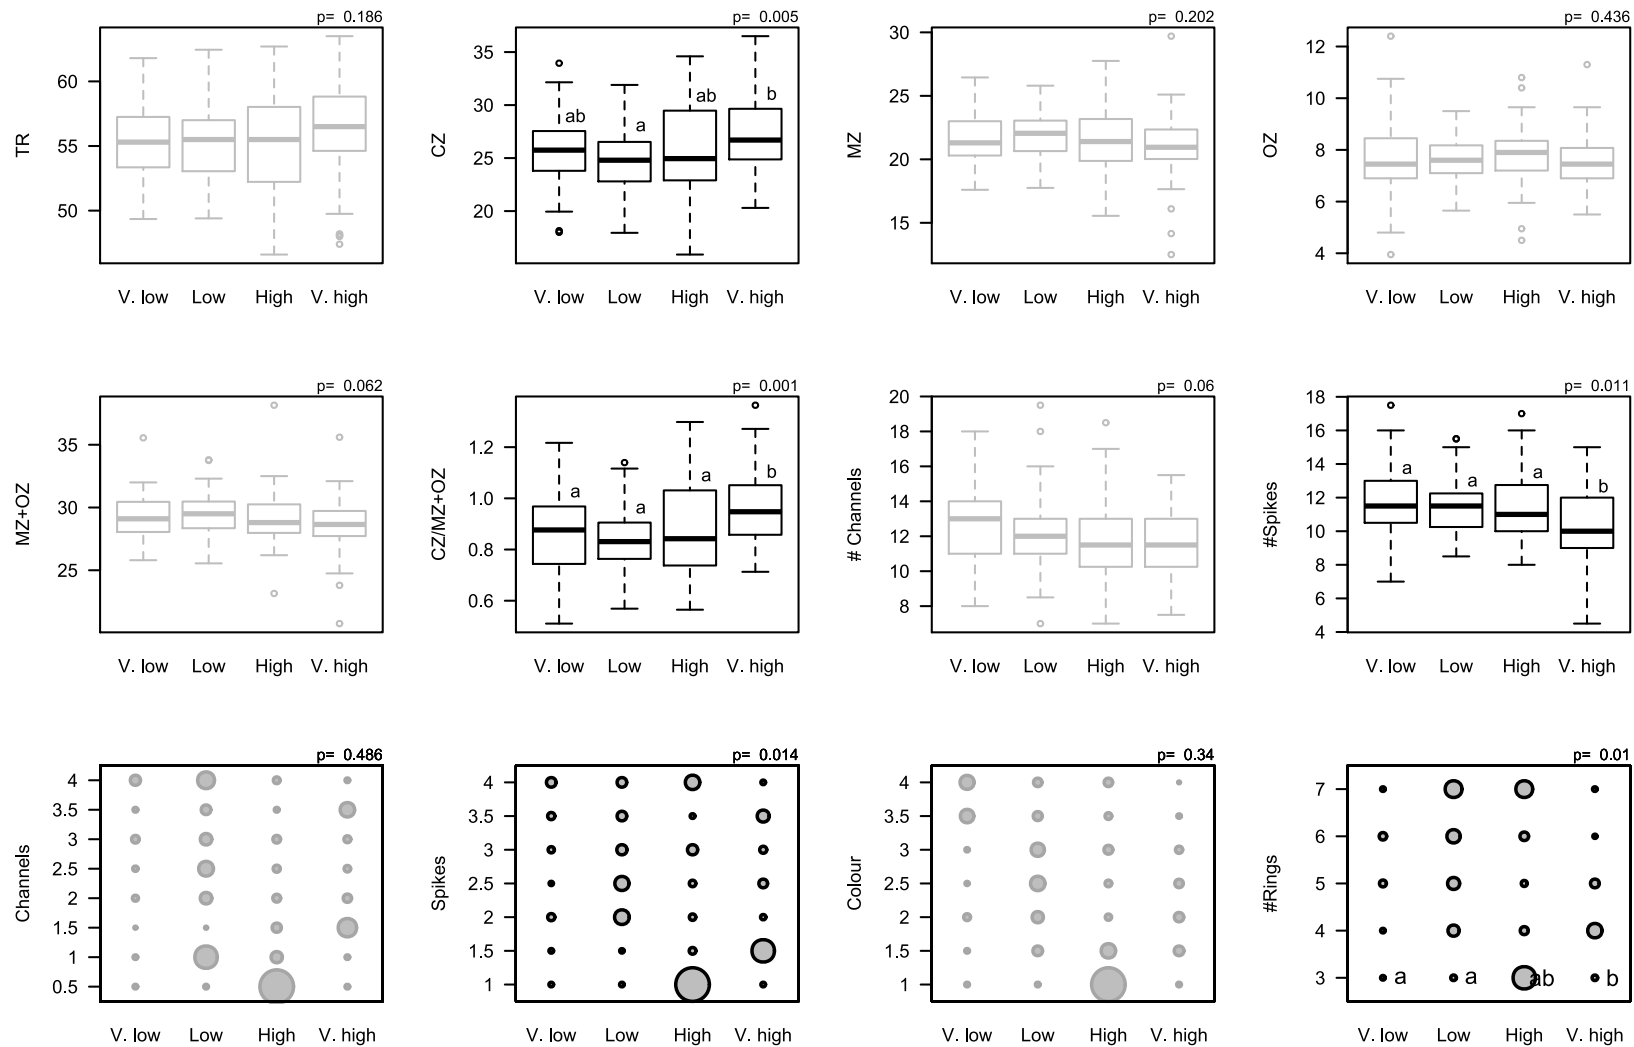 p= 0.186
p= 0.005
p= 0.202
p= 0.436
TR
60
55
50
V. low Low High V. high
CZ
35
30
25
20
ab
a
ab
b
V. low Low High V. high
MZ
30
25
20
15
V. low Low High V. high
OZ
12
10
8
6
4
V. low Low High V. high
p= 0.062
p= 0.001
p= 0.06
p= 0.011
MZ+OZ
35
30
25
V. low Low High V. high
CZ/MZ+OZ
1.2
1.0
0.8
0.6
a
a
a
b
V. low Low High V. high
# Channels
20
18
16
14
12
10
8
V. low Low High V. high
#Spikes
18
16
14
12
10
8
6
4
a
a
a
b
V. low Low High V. high
p= 0.486
p= 0.014
p= 0.34
p= 0.01
Channels
4
3.5
3
2.5
2
1.5
1
0.5
V. low Low High V. high
Spikes
4
3.5
3
2.5
2
1.5
1
V. low Low High V. high
Colour
4
3.5
3
2.5
2
1.5
1
V. low Low High V. high
#Rings
7
6
5
4
3
a a ab b
V. low Low High V. high